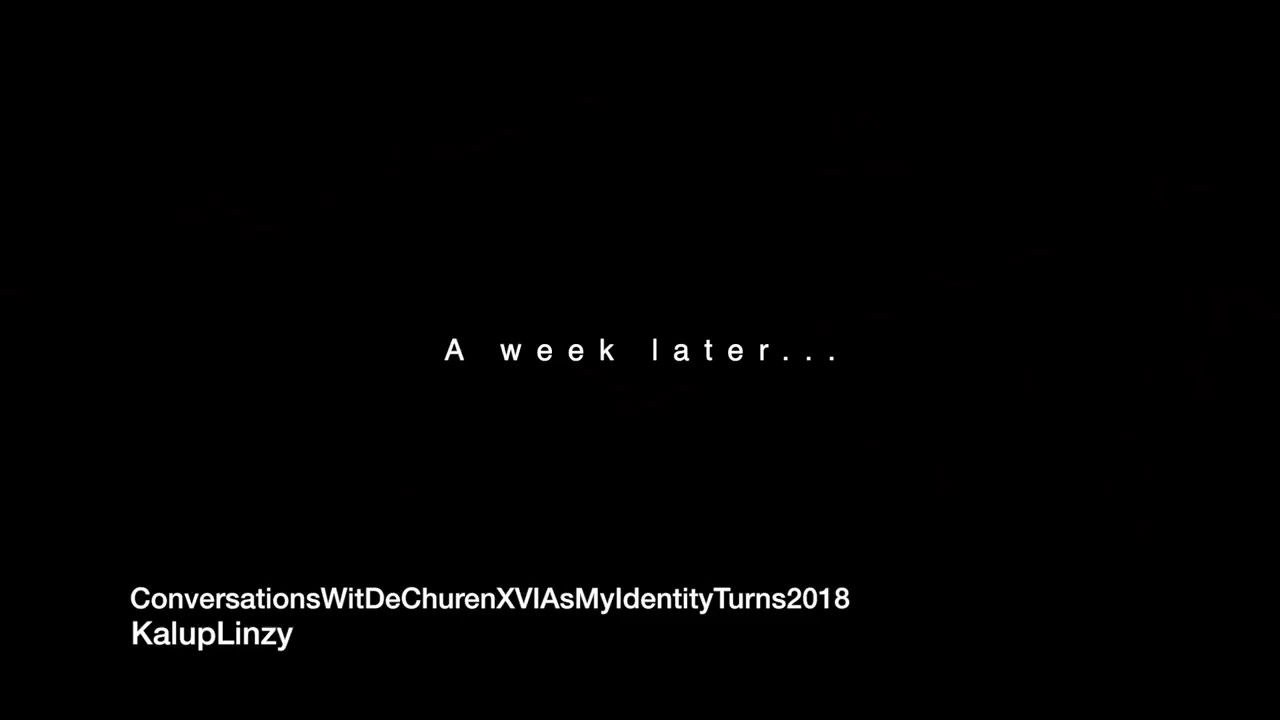 A week later...
ConversationsWitDeChurenXVIAsMyIdentityTurns2018
KalupLinzy